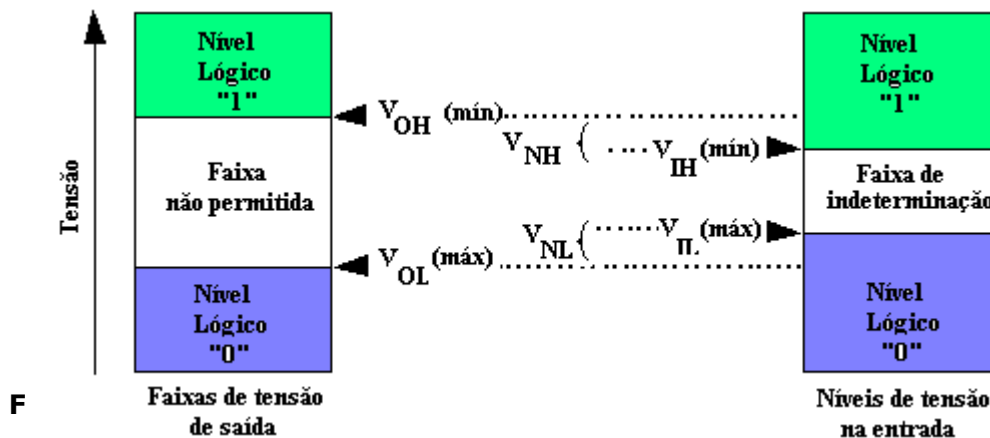 Tensão
Nível
Lógico
"1"
Faixa
não permitida
Nível
Lógico
"0"
Faixas de tensão
de saída
V OH (mín)
V NH
V IH (mín)
V NL
V IL (máx)
V OL (máx)
Nível
Lógico
"1"
Faixa de
indeterminação
Nível
Lógico
"0"
Níveis de tensão
na entrada
F